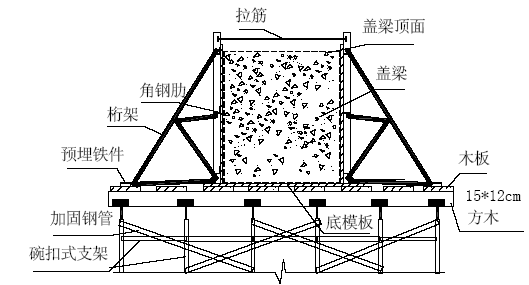 拉筋
盖梁顶面
角钢肋
盖梁
桁架
预埋铁件
木板
15*12cm
方木
加固钢管
底模板
碗扣式支架